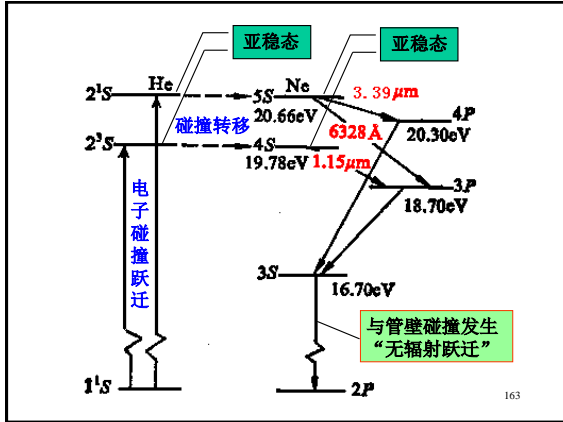 亚稳态
亚稳态
He
Ne
2¹S
5S
3.39μm
20.66eV
4P
碰撞转移
6328Å
20.30eV
2³S
4S
19.78eV
1.15μm
3P
18.70eV
电子碰撞跃迁
3S
16.70eV
与管壁碰撞发生
“无辐射跃迁”
1¹S
2P
163